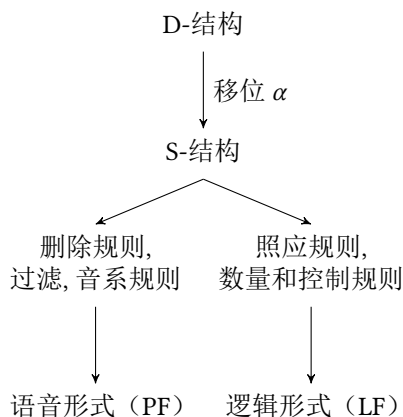 D-结构
移位 α
S-结构
删除规则,
过滤, 音系规则
照应规则,
数量和控制规则
语音形式（PF）
逻辑形式（LF）